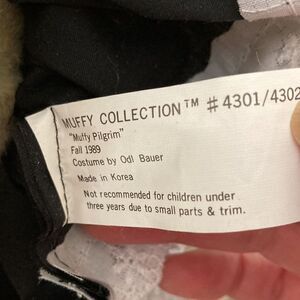 MUFFY COLLECTION™ #4301/4302
"Muffy Pilgrim"
Fall 1989
Costume by Odl Bauer
Made in Korea
Not recommended for children under
three years due to small parts & trim.